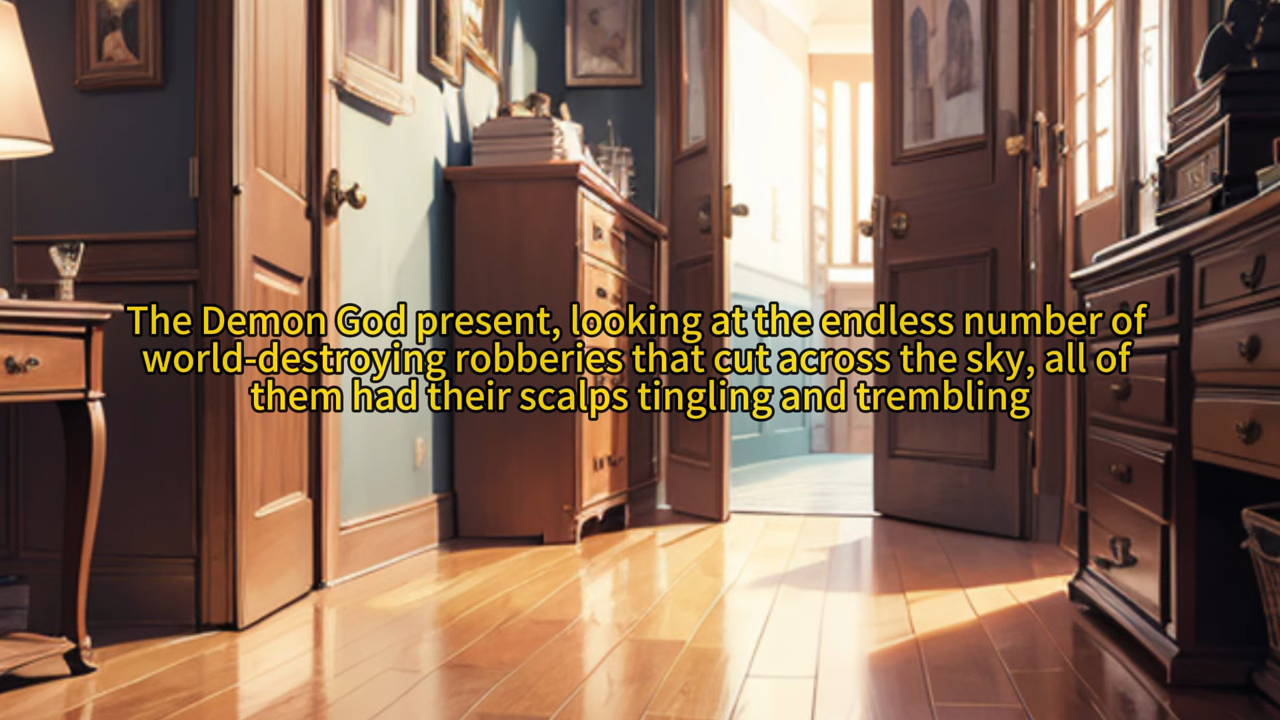 The Demon God present, looking at the endless number of
world-destroying robberies that cut across the sky, all of
them had their scalps tingling and trembling